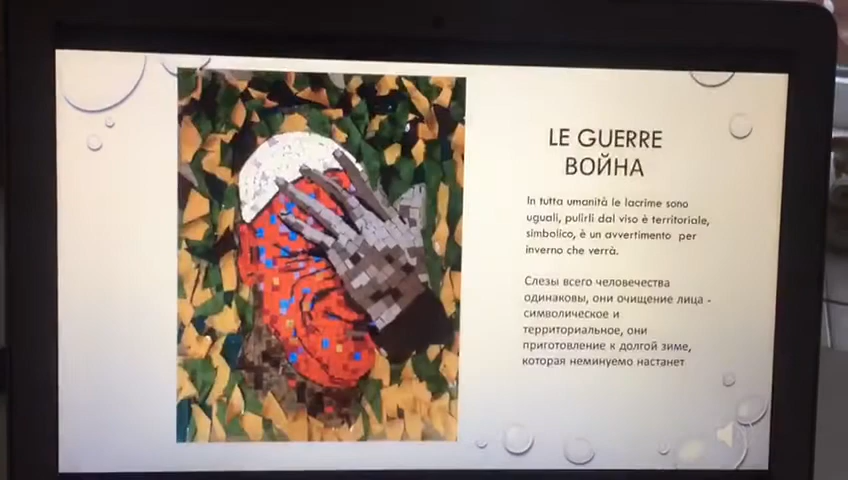 LE GUERRE
ВОЙНА
In tutta umanità le lacrime sono
uguali, pulirli dal viso è territoriale,
simbolico, è un avvertimento per
inverno che verrà.
Слезы всего человечества
одинаковы, они очищение лица -
символическое и
территориальное, они
приготовление к долгой зиме,
которая неминуемо настанет